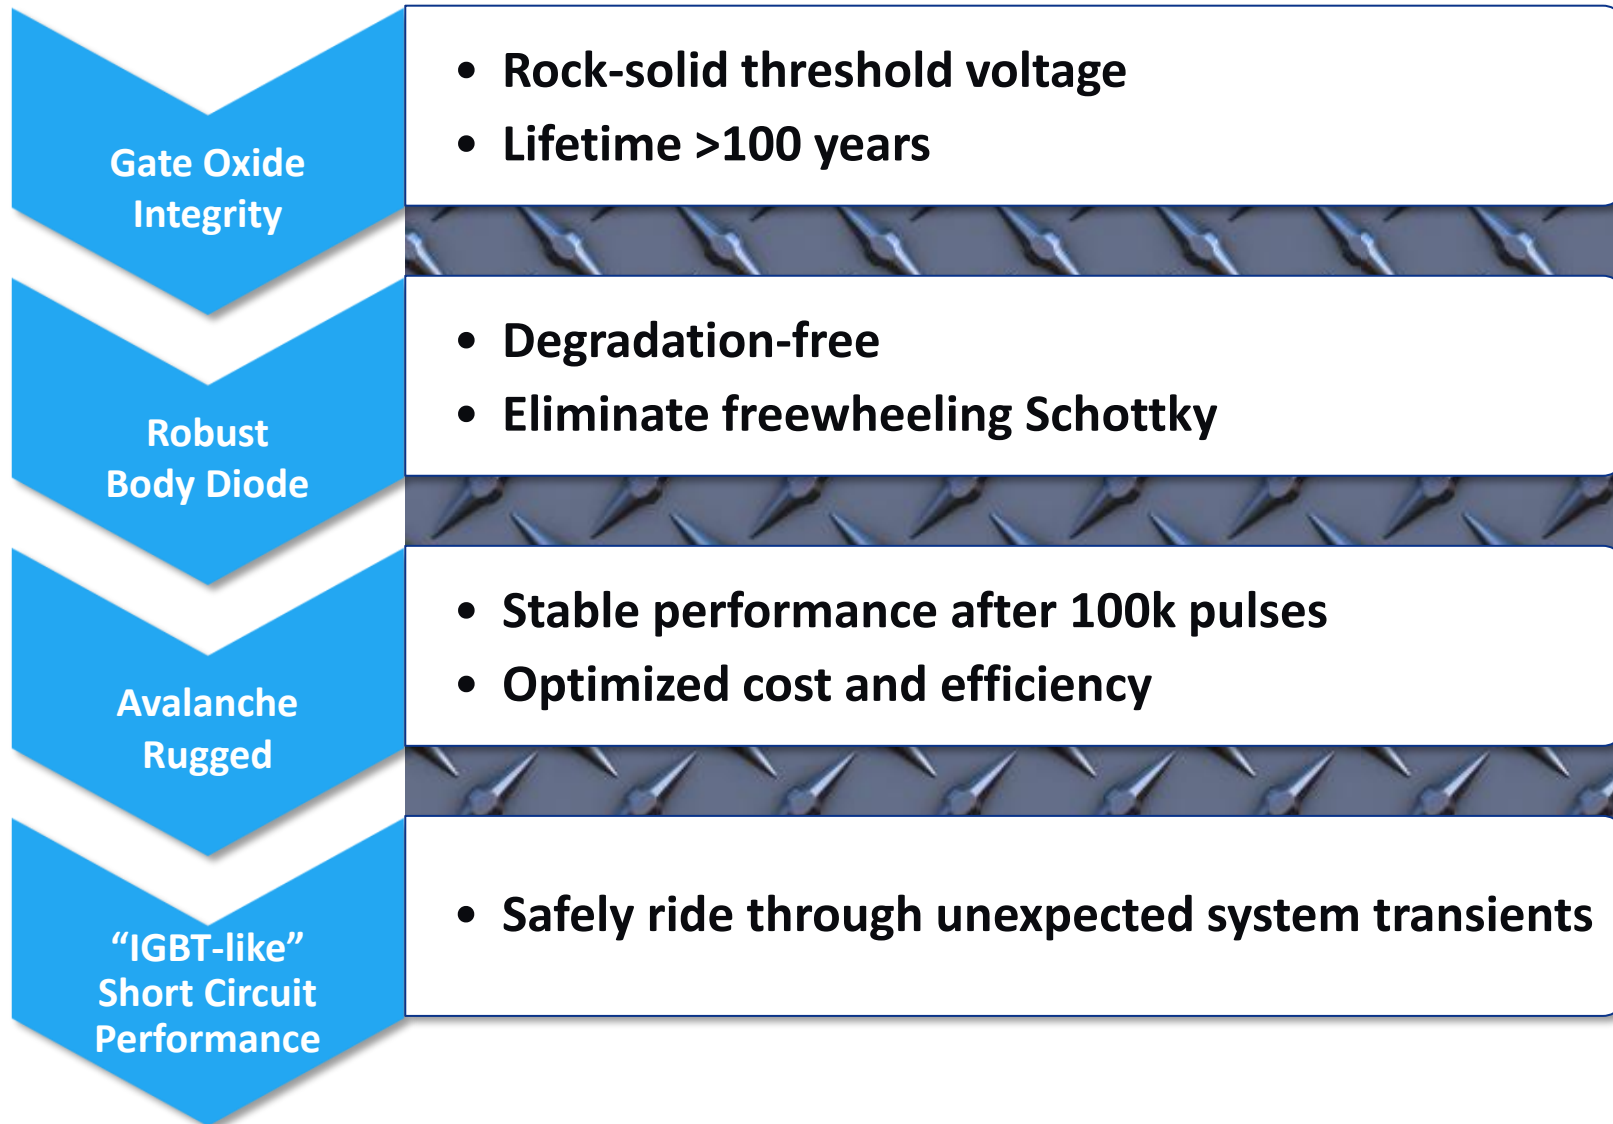 Gate Oxide
Integrity
• Rock-solid threshold voltage
• Lifetime >100 years
Robust
Body Diode
• Degradation-free
• Eliminate freewheeling Schottky
Avalanche
Rugged
• Stable performance after 100k pulses
• Optimized cost and efficiency
“IGBT-like”
Short Circuit
Performance
• Safely ride through unexpected system transients